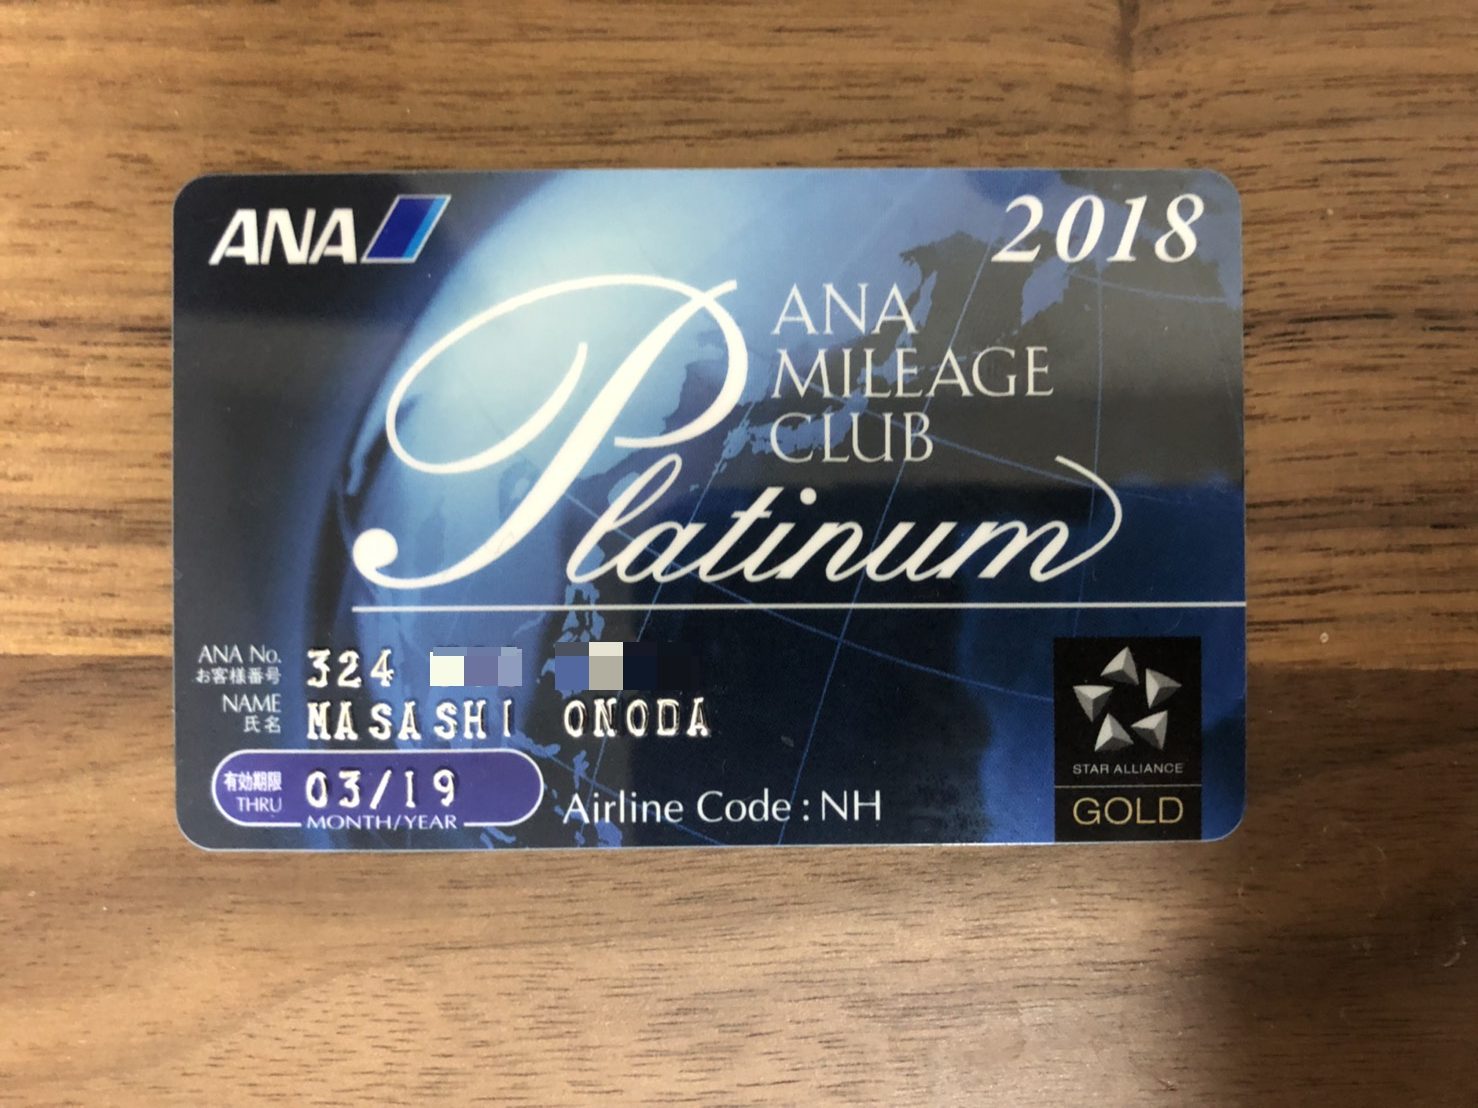 ANA
2018
ANA
MILEAGE
CLUB
Platinum
ANA No.
お客様番号
324
NAME
氏名
MASASHI ONODA
有効期限
THRU
03/19
MONTH/YEAR
Airline Code : NH
STAR ALLIANCE
GOLD